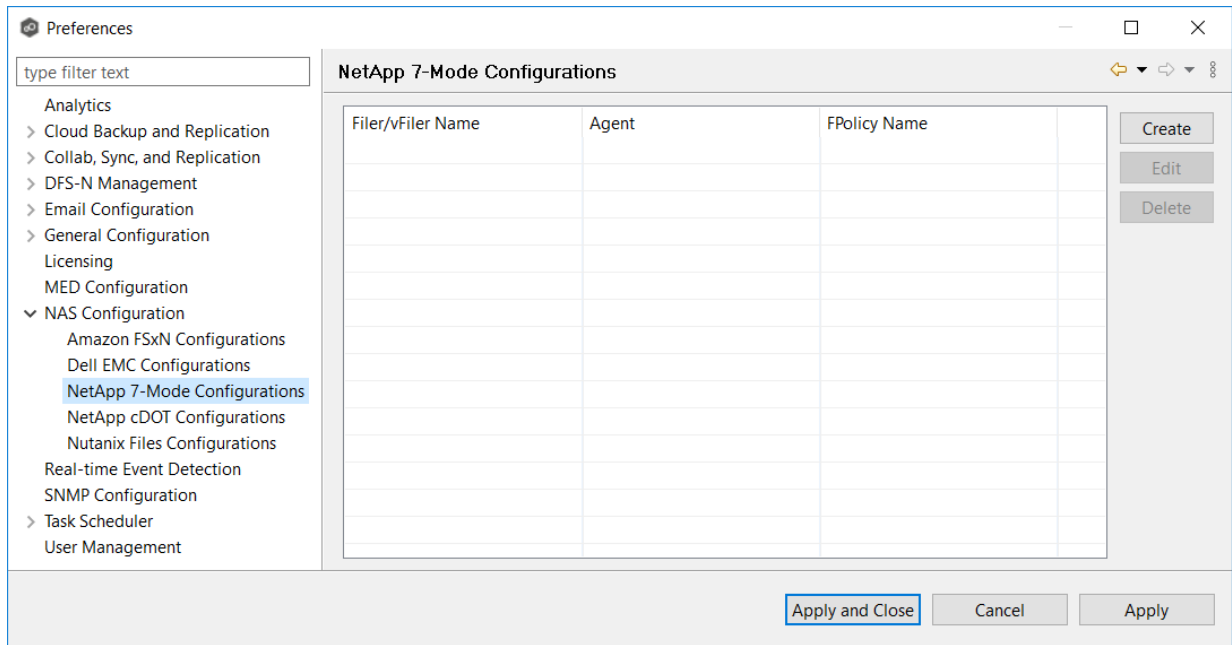 Preferences
type filter text
Analytics
Cloud Backup and Replication
Collab, Sync, and Replication
DFS-N Management
Email Configuration
General Configuration
Licensing
MED Configuration
NAS Configuration
Amazon FSxN Configurations
Dell EMC Configurations
NetApp 7-Mode Configurations
NetApp cDOT Configurations
Nutanix Files Configurations
Real-time Event Detection
SNMP Configuration
Task Scheduler
User Management
NetApp 7-Mode Configurations
Filer/vFiler Name Agent FPolicy Name
Create
Edit
Delete
Apply and Close Cancel Apply